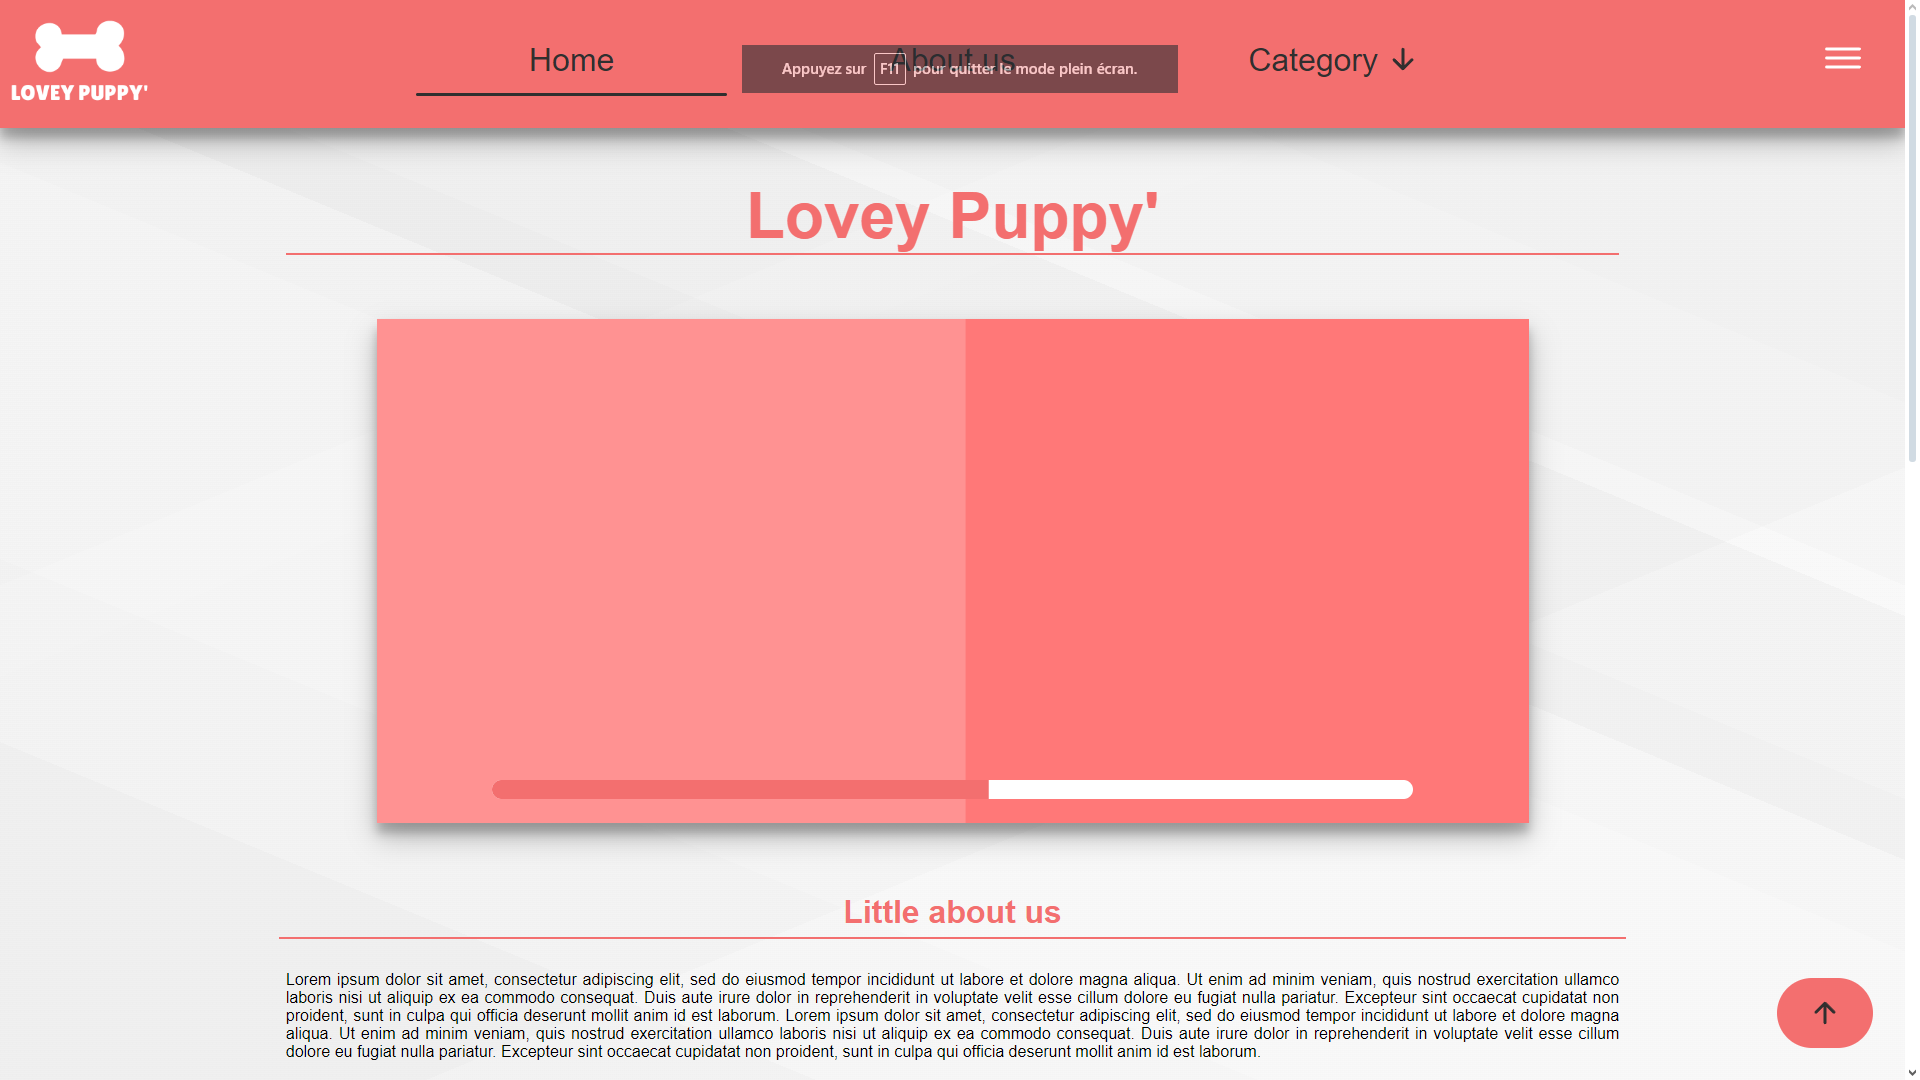 LOVEY PUPPY'
Home
About us
Category
Appuyez sur F11 pour quitter le mode plein écran.
Lovey Puppy'
Little about us
Lorem ipsum dolor sit amet, consectetur adipiscing elit, sed do eiusmod tempor incididunt ut labore et dolore magna aliqua. Ut enim ad minim veniam, quis nostrud exercitation ullamco
laboris nisi ut aliquip ex ea commodo consequat. Duis aute irure dolor in reprehenderit in voluptate velit esse cillum dolore eu fugiat nulla pariatur. Excepteur sint occaecat cupidatat non
proident, sunt in culpa qui officia deserunt mollit anim id est laborum. Lorem ipsum dolor sit amet, consectetur adipiscing elit, sed do eiusmod tempor incididunt ut labore et dolore magna
aliqua. Ut enim ad minim veniam, quis nostrud exercitation ullamco laboris nisi ut aliquip ex ea commodo consequat. Duis aute irure dolor in reprehenderit in voluptate velit esse cillum
dolore eu fugiat nulla pariatur. Excepteur sint occaecat cupidatat non proident, sunt in culpa qui officia deserunt mollit anim id est laborum.